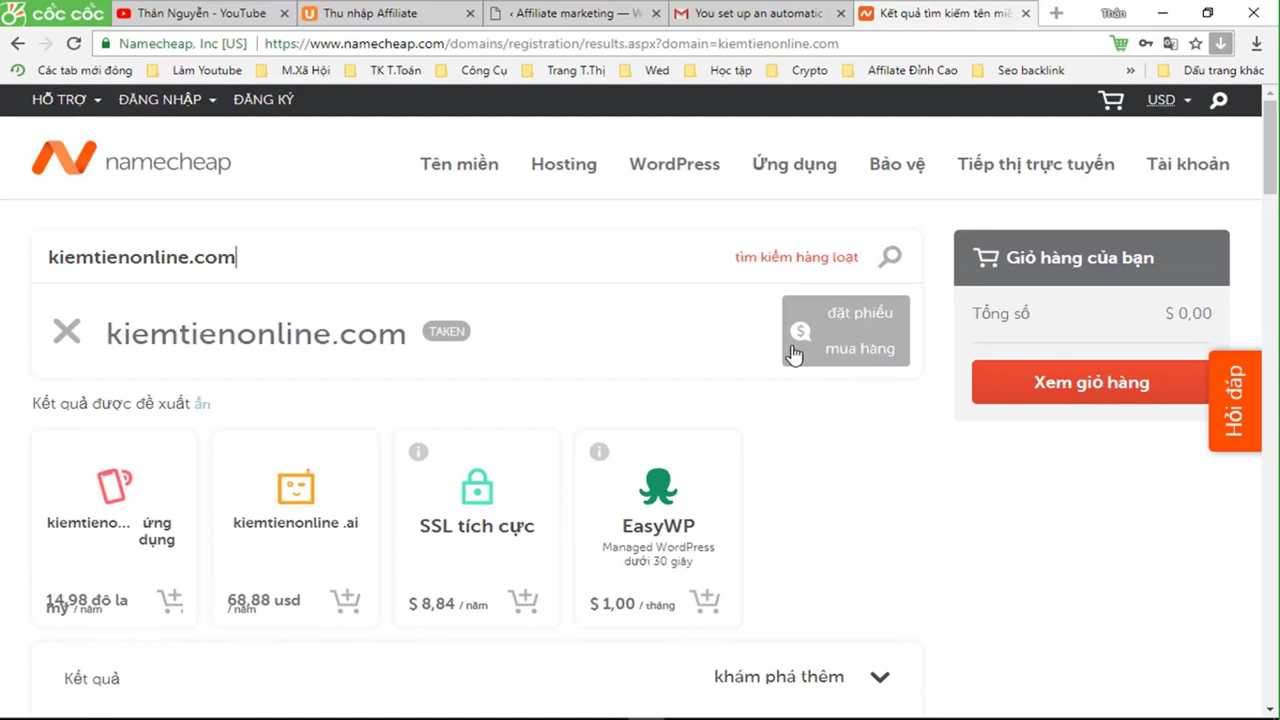 cốc cốc
Thân Nguyễn - YouTube
Thu nhập Affiliate
‹ Affiliate marketing — W
You set up an automatic
Kết quả tìm kiếm tên miề
Thân
Namecheap, Inc [US]
https://www.namecheap.com/domains/registration/results.aspx?domain=kiemtienonline.com
Các tab mới đóng
Làm Youtube
M.Xã Hội
TK T.Toán
Công Cụ
Trang T.Thị
Wed
Học tập
Crypto
Affilate Đỉnh Cao
Seo backlink
»
Dấu trang khác
HỖ TRỢ
ĐĂNG NHẬP
ĐĂNG KÝ
USD
namecheap
Tên miền
Hosting
WordPress
Ứng dụng
Bảo vệ
Tiếp thị trực tuyến
Tài khoản
kiemtienonline.com
tìm kiếm hàng loạt
Giỏ hàng của bạn
kiemtienonline.com
TAKEN
đặt phiếu
mua hàng
Tổng số
$ 0,00
Xem giỏ hàng
Hỏi đáp
Kết quả được đề xuất ẩn
kiemtieno... ứng
dụng
14,98 đô la
mỹ / năm
kiemtienonline .ai
68,88 usd
/ năm
SSL tích cực
$ 8,84 / năm
EasyWP
Managed WordPress
dưới 30 giây
$ 1,00 / tháng
Kết quả
khám phá thêm